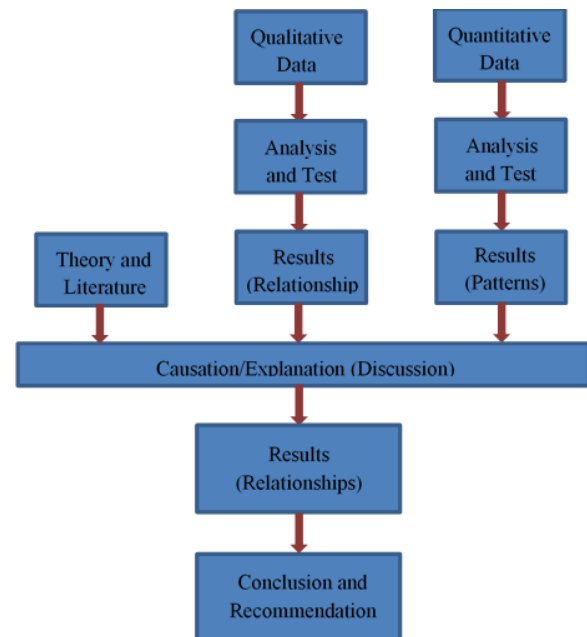 Qualitative
Data
Quantitative
Data
Analysis
and Test
Analysis
and Test
Theory and
Literature
Results
(Relationship
Results
(Patterns)
Causation/Explanation (Discussion)
Results
(Relationships)
Conclusion and
Recommendation